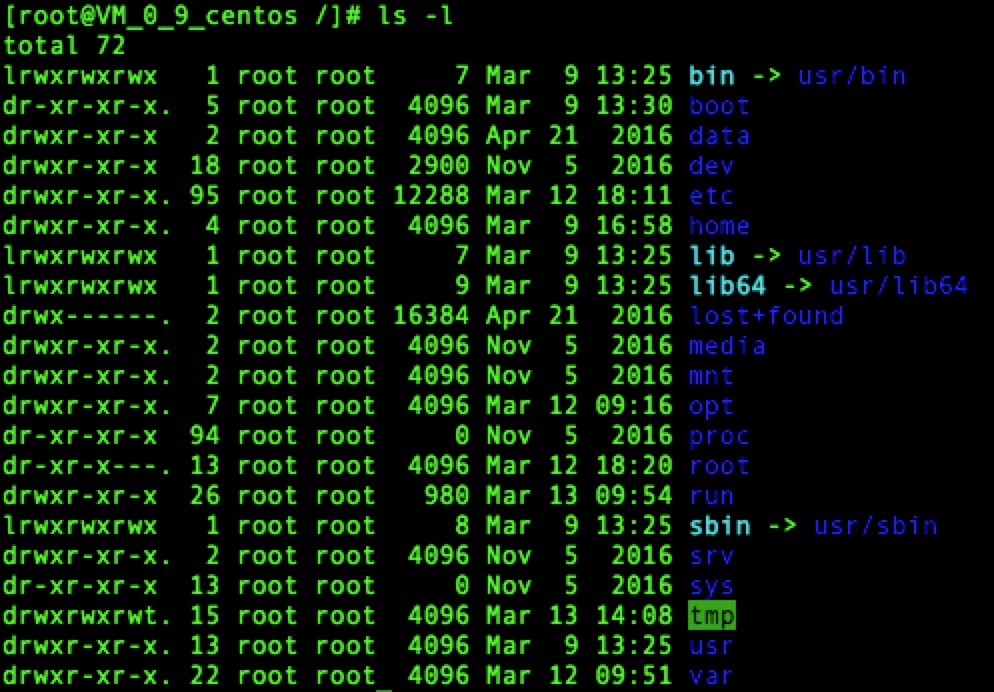 [root@VM_0_9_centos /]# ls -l
total 72
lrwxrwxrwx   1 root root     7 Mar  9 13:25 bin -> usr/bin
dr-xr-xr-x.  5 root root  4096 Mar  9 13:30 boot
drwxr-xr-x   2 root root  4096 Apr 21  2016 data
drwxr-xr-x  18 root root  2900 Nov  5  2016 dev
drwxr-xr-x. 95 root root 12288 Mar 12 18:11 etc
drwxr-xr-x.  4 root root  4096 Mar  9 16:58 home
lrwxrwxrwx   1 root root     7 Mar  9 13:25 lib -> usr/lib
lrwxrwxrwx   1 root root     9 Mar  9 13:25 lib64 -> usr/lib64
drwx------.  2 root root 16384 Apr 21  2016 lost+found
drwxr-xr-x.  2 root root  4096 Nov  5  2016 media
drwxr-xr-x.  2 root root  4096 Nov  5  2016 mnt
drwxr-xr-x.  7 root root  4096 Mar 12 09:16 opt
dr-xr-xr-x  94 root root     0 Nov  5  2016 proc
dr-xr-x---. 13 root root  4096 Mar 12 18:20 root
drwxr-xr-x  26 root root   980 Mar 13 09:54 run
lrwxrwxrwx   1 root root     8 Mar  9 13:25 sbin -> usr/sbin
drwxr-xr-x.  2 root root  4096 Nov  5  2016 srv
dr-xr-xr-x  13 root root     0 Nov  5  2016 sys
drwxrwxrwt. 15 root root  4096 Mar 13 14:08 tmp
drwxr-xr-x. 13 root root  4096 Mar  9 13:25 usr
drwxr-xr-x. 22 root root  4096 Mar 12 09:51 var